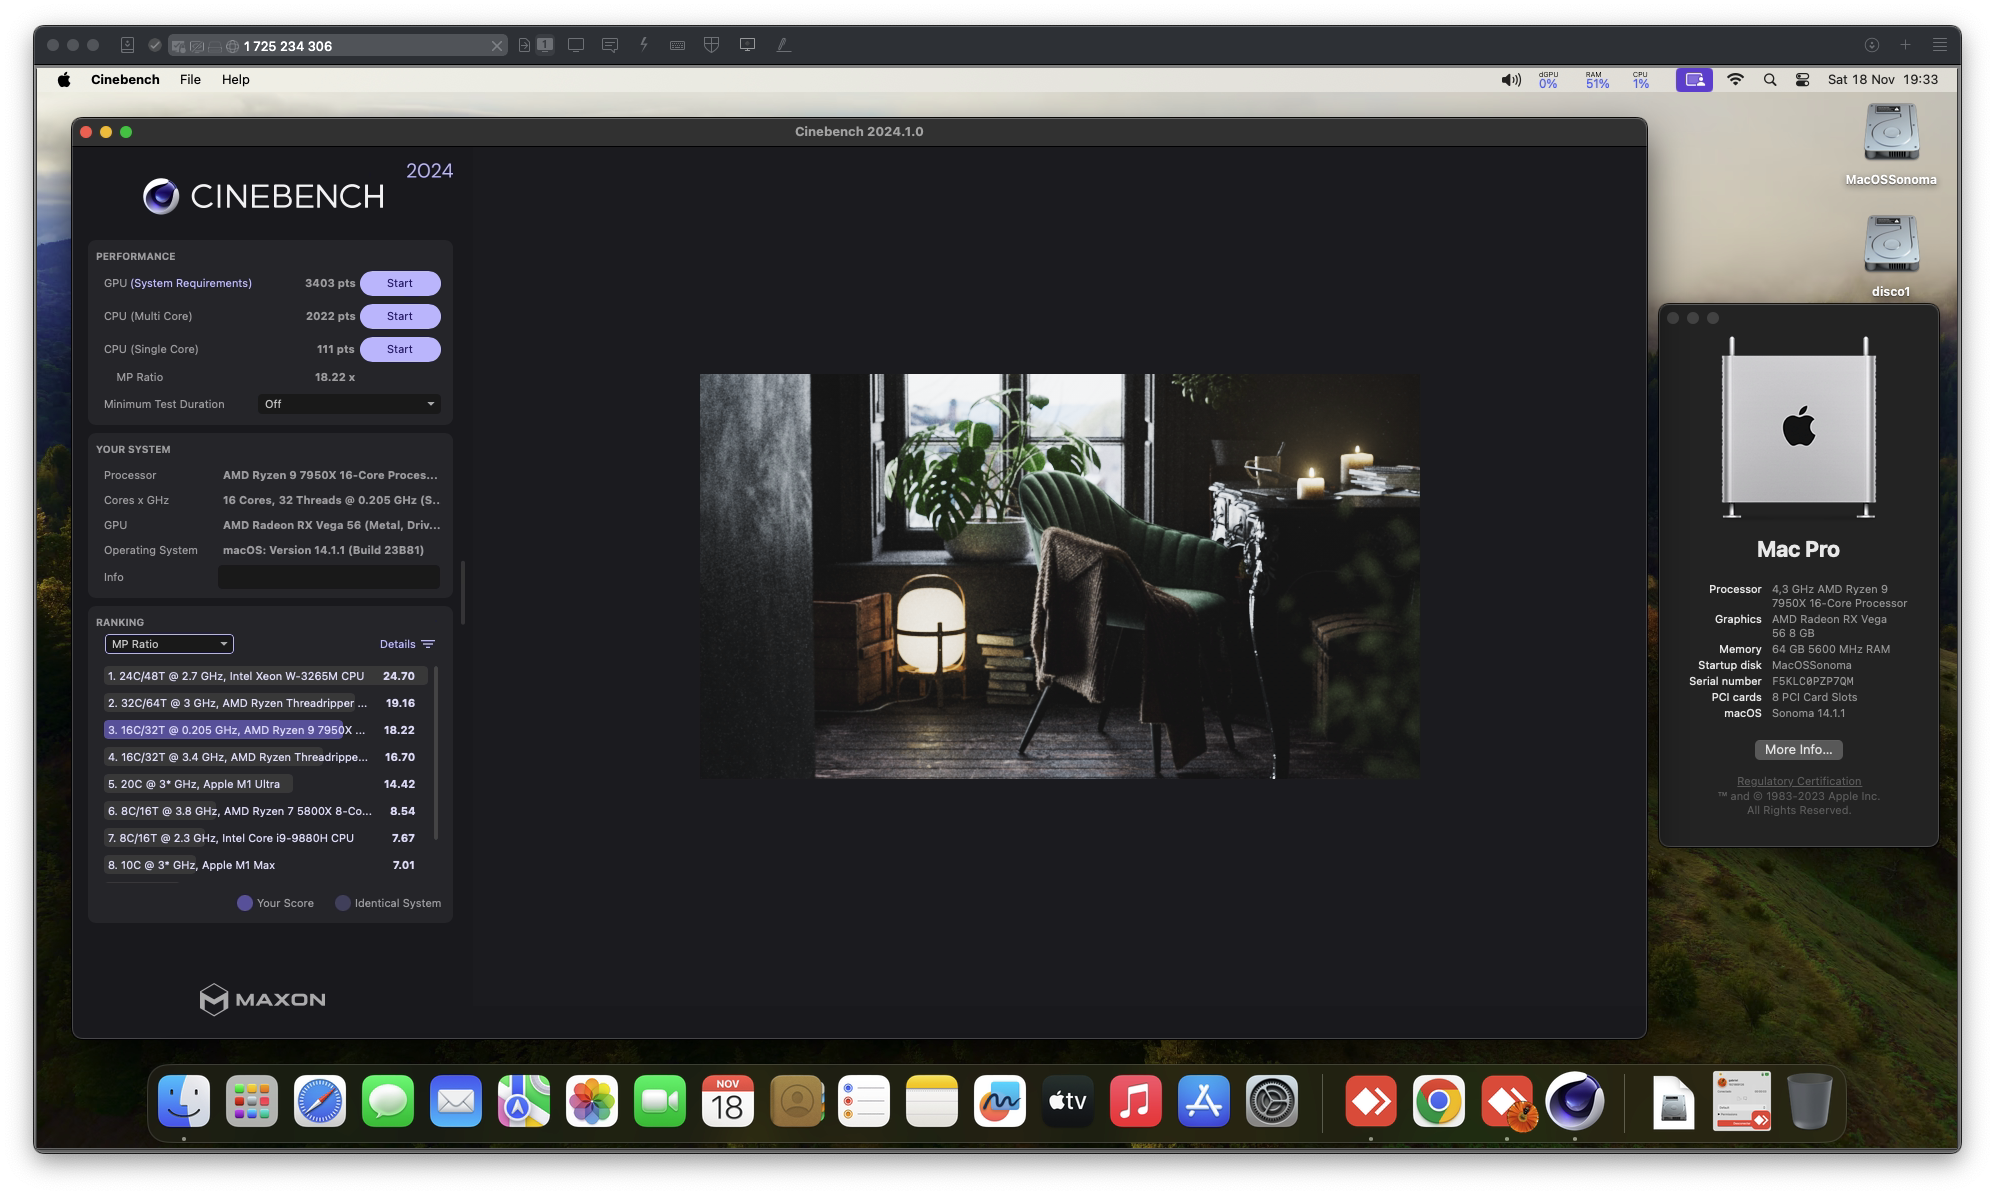 1 725 234 306
1
Cinebench File Help
dGPU 0% RAM 51% CPU 1% Sat 18 Nov 19:33
Cinebench 2024.1.0
MacOSSonoma
disco1
2024
CINEBENCH
PERFORMANCE
GPU (System Requirements) 3403 pts Start
CPU (Multi Core) 2022 pts Start
CPU (Single Core) 111 pts Start
MP Ratio 18.22 x
Minimum Test Duration Off
YOUR SYSTEM
Processor AMD Ryzen 9 7950X 16-Core Proces...
Cores x GHz 16 Cores, 32 Threads @ 0.205 GHz (S..
GPU AMD Radeon RX Vega 56 (Metal, Driv...
Operating System macOS: Version 14.1.1 (Build 23B81)
Info
RANKING
MP Ratio Details
1. 24C/48T @ 2.7 GHz, Intel Xeon W-3265M CPU 24.70
2. 32C/64T @ 3 GHz, AMD Ryzen Threadripper ... 19.16
3. 16C/32T @ 0.205 GHz, AMD Ryzen 9 7950X ... 18.22
4. 16C/32T @ 3.4 GHz, AMD Ryzen Threadrippe... 16.70
5. 20C @ 3* GHz, Apple M1 Ultra 14.42
6. 8C/16T @ 3.8 GHz, AMD Ryzen 7 5800X 8-Co... 8.54
7. 8C/16T @ 2.3 GHz, Intel Core i9-9880H CPU 7.67
8. 10C @ 3* GHz, Apple M1 Max 7.01
Your Score Identical System
MAXON
Mac Pro
Processor 4,3 GHz AMD Ryzen 9
7950X 16-Core Processor
Graphics AMD Radeon RX Vega
56 8 GB
Memory 64 GB 5600 MHz RAM
Startup disk MacOSSonoma
Serial number F5KLC0PZP7QM
PCI cards 8 PCI Card Slots
macOS Sonoma 14.1.1
More Info...
Regulatory Certification
™ and © 1983-2023 Apple Inc.
All Rights Reserved.
NOV
18
tv